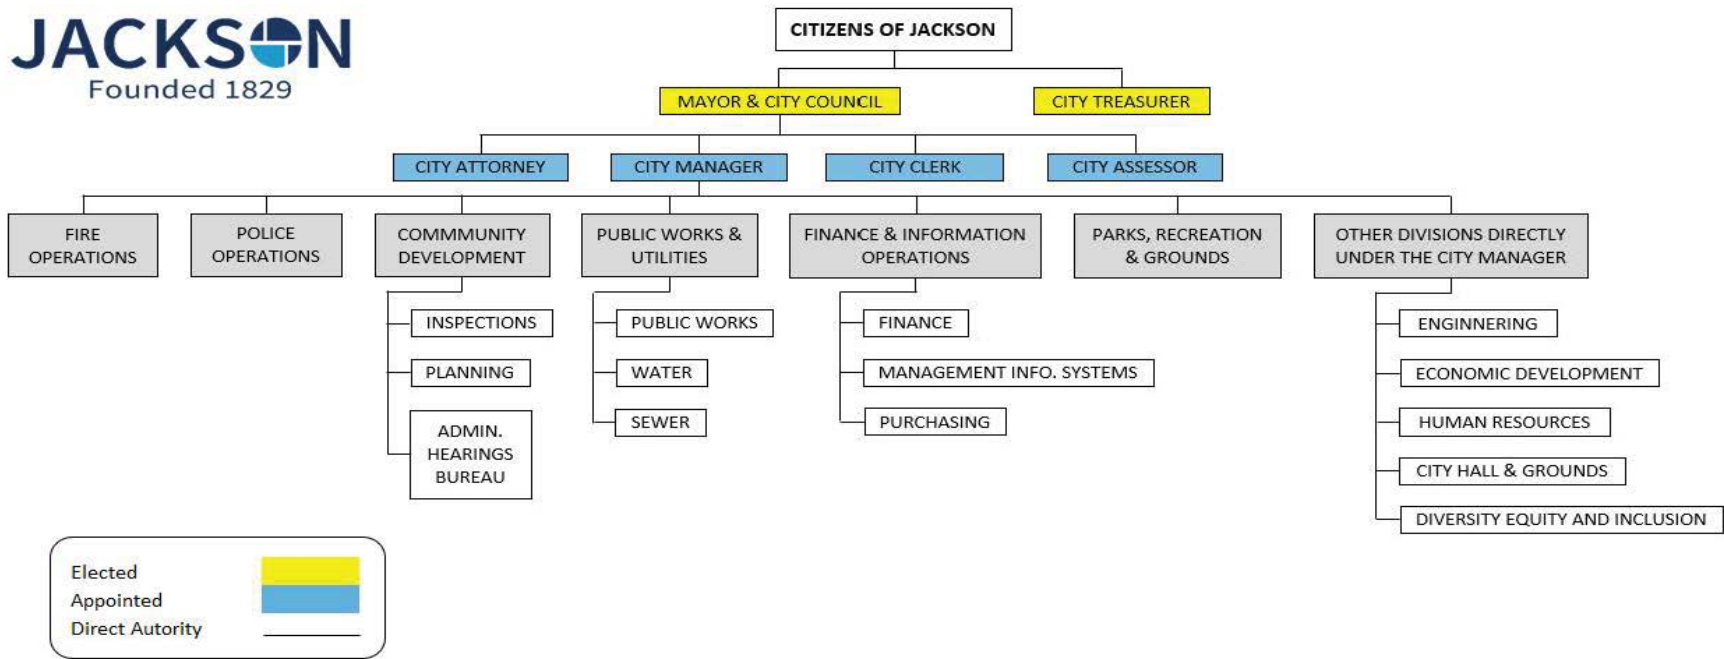 JACKSON
Founded 1829
CITIZENS OF JACKSON
MAYOR & CITY COUNCIL
CITY TREASURER
CITY ATTORNEY
CITY MANAGER
CITY CLERK
CITY ASSESSOR
FIRE
OPERATIONS
POLICE
OPERATIONS
COMMMUNITY
DEVELOPMENT
PUBLIC WORKS &
UTILITIES
FINANCE & INFORMATION
OPERATIONS
PARKS, RECREATION
& GROUNDS
OTHER DIVISIONS DIRECTLY
UNDER THE CITY MANAGER
INSPECTIONS
PLANNING
ADMIN.
HEARINGS
BUREAU
PUBLIC WORKS
WATER
SEWER
FINANCE
MANAGEMENT INFO. SYSTEMS
PURCHASING
ENGINNERING
ECONOMIC DEVELOPMENT
HUMAN RESOURCES
CITY HALL & GROUNDS
DIVERSITY EQUITY AND INCLUSION
Elected
Appointed
Direct Autority